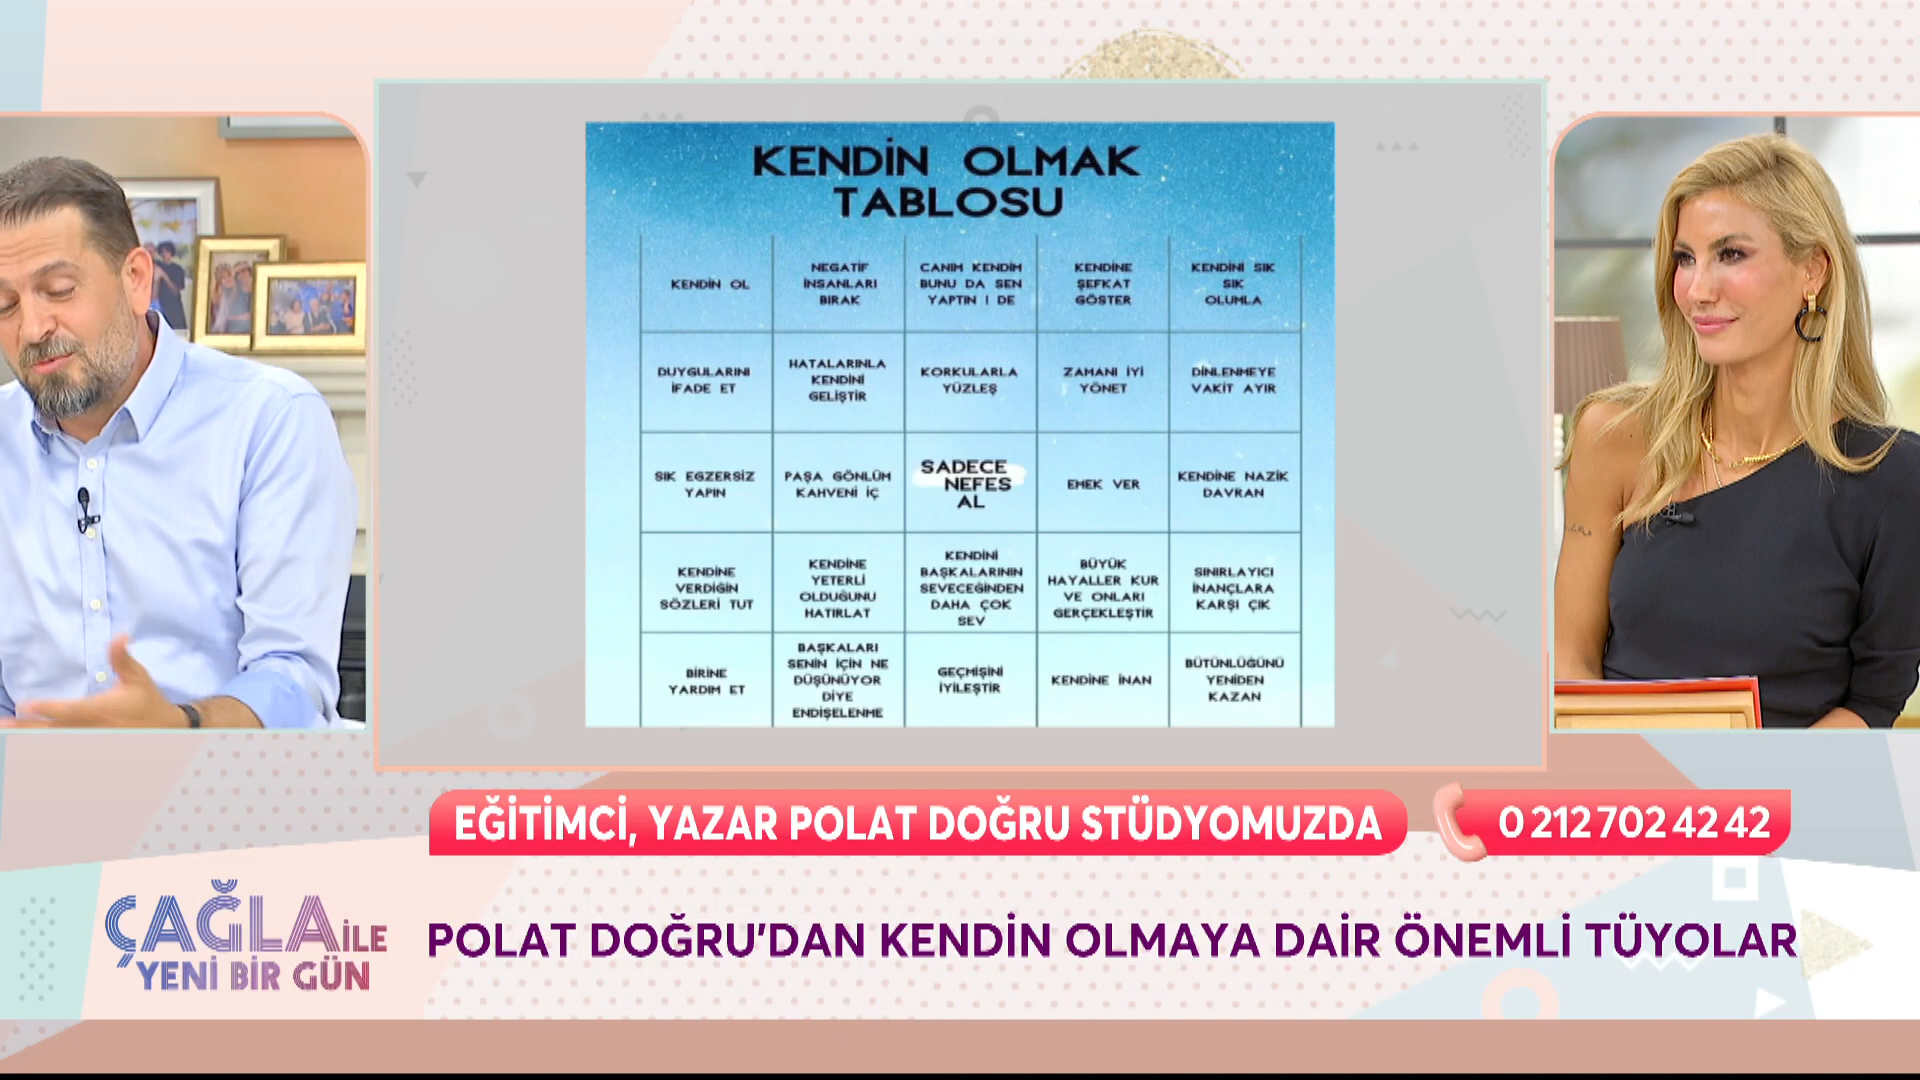 KENDİN OLMAK
TABLOSU
KENDİN OL
NEGATİF
İNSANLARI
BIRAK
CANIM KENDİM
BUNU DA SEN
YAPTIN ! DE
KENDİNE
ŞEFKAT
GÖSTER
KENDİNİ SIK
SIK
OLUMLA
DUYGULARINI
İFADE ET
HATALARINLA
KENDİNİ
GELİŞTİR
KORKULARLA
YÜZLEŞ
ZAMANI İYİ
YÖNET
DİNLENMEYE
VAKİT AYIR
SIK EGZERSİZ
YAPIN
PAŞA GÖNLÜM
KAHVENİ İÇ
SADECE
NEFES
AL
EMEK VER
KENDİNE NAZİK
DAVRAN
KENDİNE
VERDİĞİN
SÖZLERİ TUT
KENDİNE
YETERLİ
OLDUĞUNU
HATIRLAT
KENDİNİ
BAŞKALARININ
SEVECEĞİNDEN
DAHA ÇOK
SEV
BÜYÜK
HAYALLER KUR
VE ONLARI
GERÇEKLEŞTİR
SINIRLAYICI
İNANÇLARA
KARŞI ÇIK
BİRİNE
YARDIM ET
BAŞKALARI
SENİN İÇİN NE
DÜŞÜNÜYOR
DİYE
ENDİŞELENME
GEÇMİŞİNİ
İYİLEŞTİR
KENDİNE İNAN
BÜTÜNLÜĞÜNÜ
YENİDEN
KAZAN
EĞİTİMCİ, YAZAR POLAT DOĞRU STÜDYOMUZDA
0 212 702 42 42
ÇAĞLA İLE
YENİ BİR GÜN
POLAT DOĞRU'DAN KENDİN OLMAYA DAİR ÖNEMLİ TÜYOLAR